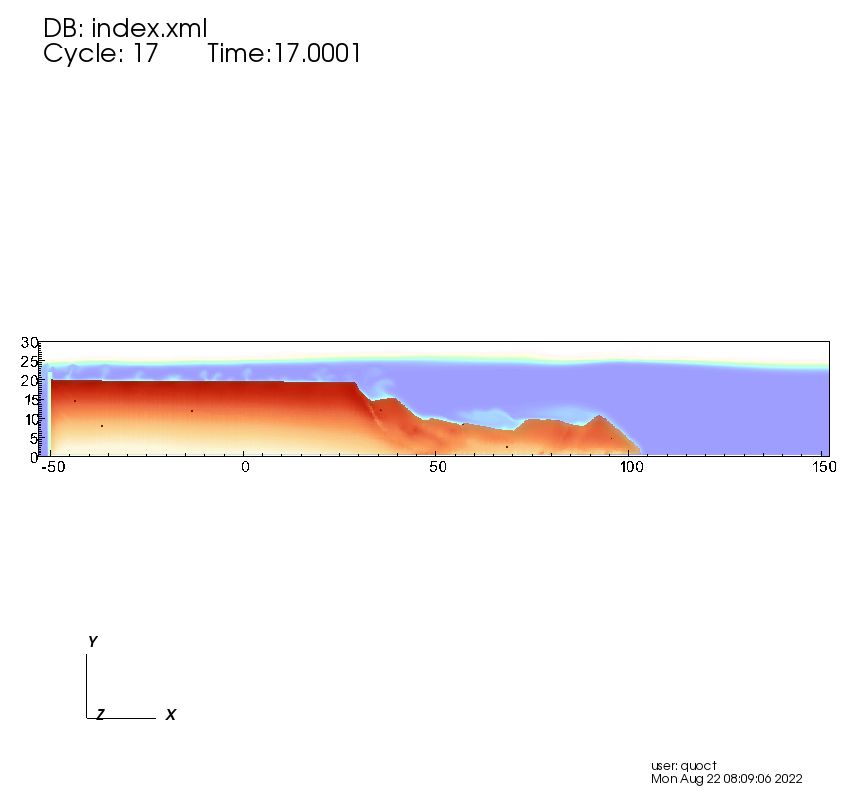 DB: index.xml
Cycle: 17 Time:17.0001
30
25
20
15
10
5
0
-50 0 50 100 150
Y
Z X
user: quoct
Mon Aug 22 08:09:06 2022